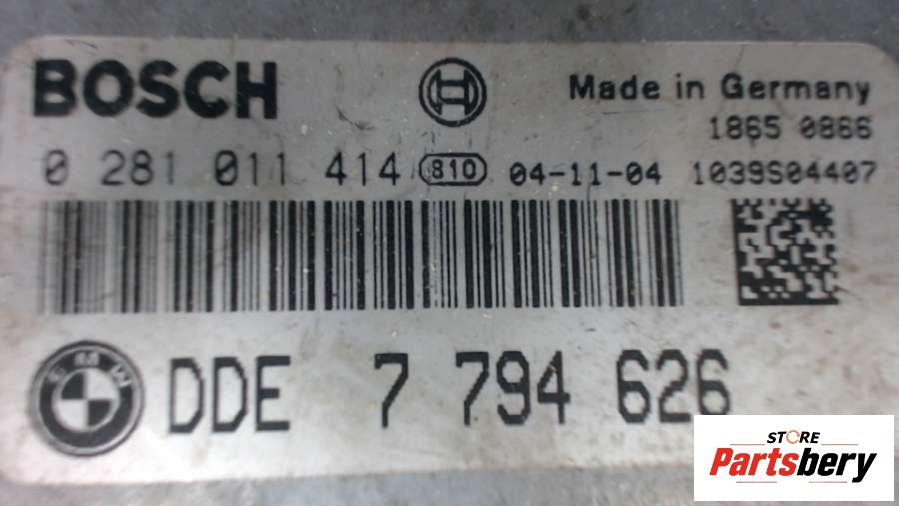 BOSCH
Made in Germany
1865 0866
0 281 011 414 810 04-11-04 1039S04407
BMW DDE 7 794 626
STORE
Partsbery